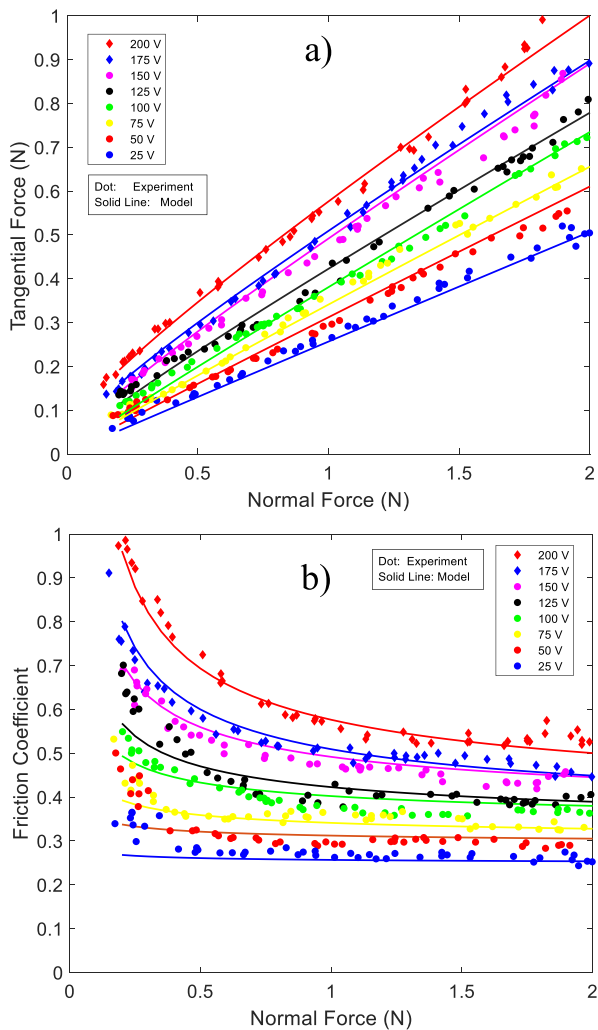 1
0.9
0.8
0.7
0.6
0.5
0.4
0.3
0.2
0.1
0
Tangential Force (N)
a)
200 V
175 V
150 V
125 V
100 V
75 V
50 V
25 V
Dot: Experiment
Solid Line: Model
0 0.5 1 1.5 2
Normal Force (N)
1
0.9
0.8
0.7
0.6
0.5
0.4
0.3
0.2
0.1
0
Friction Coefficient
b)
Dot: Experiment
Solid Line: Model
200 V
175 V
150 V
125 V
100 V
75 V
50 V
25 V
0 0.5 1 1.5 2
Normal Force (N)